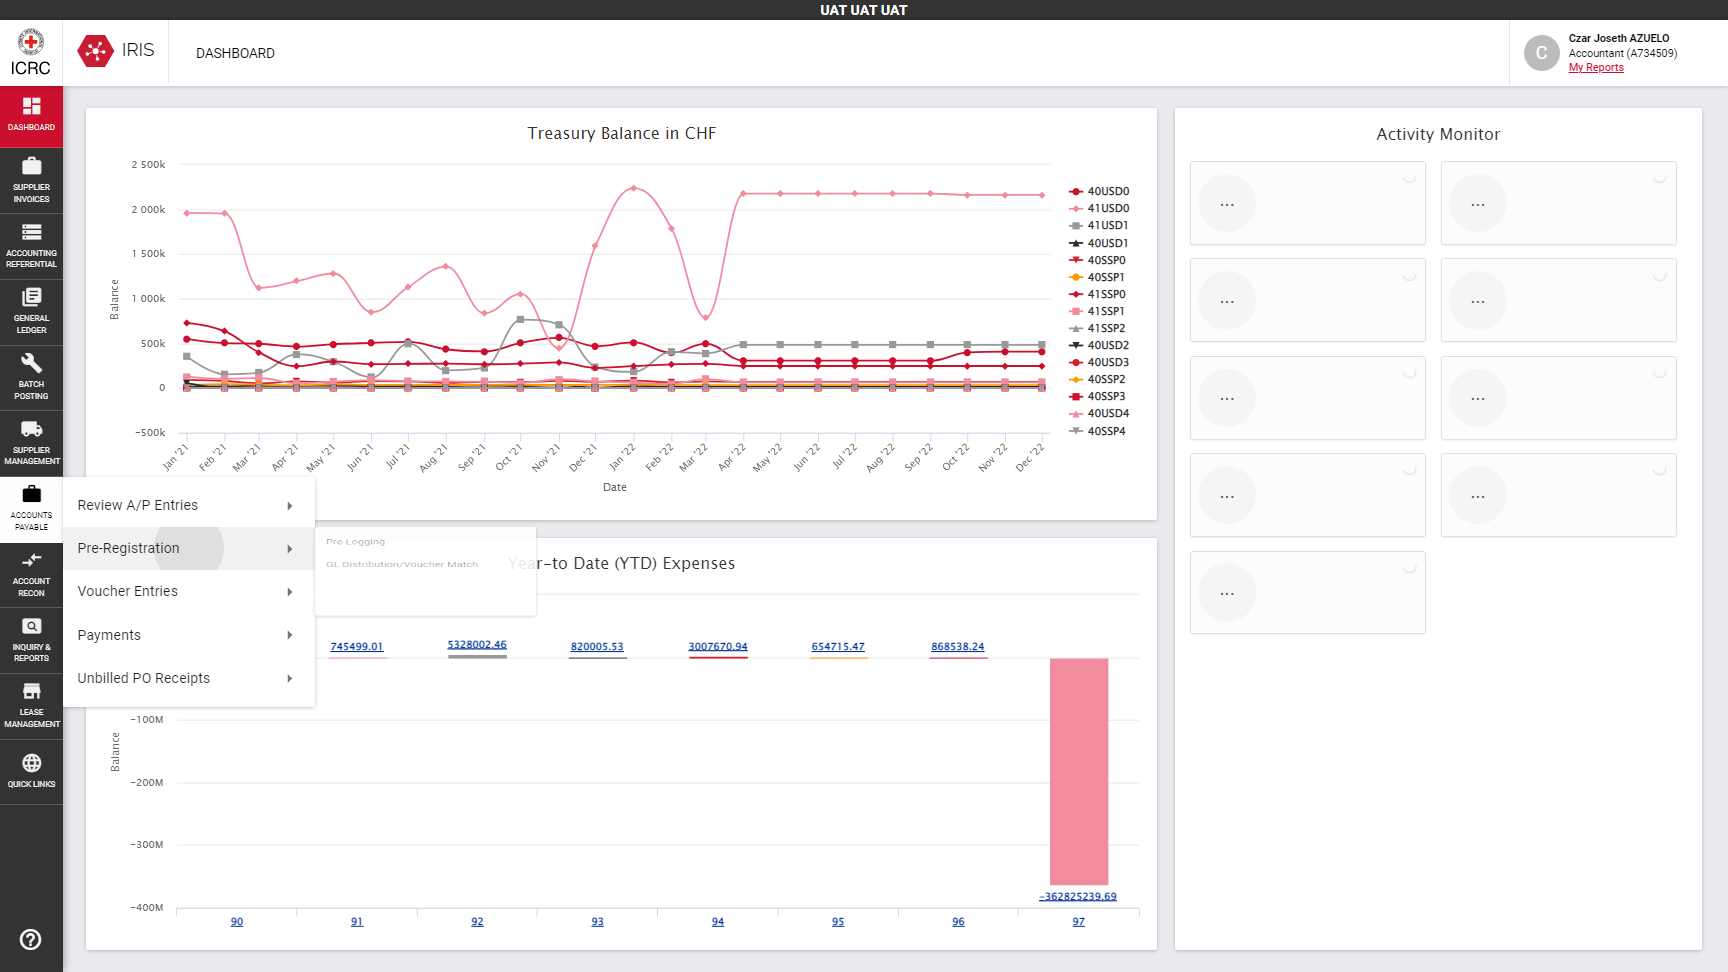 UAT UAT UAT
ICRC
IRIS
DASHBOARD
C
Czar Joseth AZUELO
Accountant (A734509)
My Reports
DASHBOARD
SUPPLIER
INVOICES
ACCOUNTING
REFERENTIAL
GENERAL
LEDGER
BATCH
POSTING
SUPPLIER
MANAGEMENT
ACCOUNTS
PAYABLE
ACCOUNT
RECON
INQUIRY &
REPORTS
LEASE
MANAGEMENT
QUICK LINKS
Treasury Balance in CHF
2 500k
2 000k
1 500k
1 000k
500k
0
-500k
Balance
Jan '21
Feb '21
Mar '21
Apr '21
May '21
Jun '21
Jul '21
Aug '21
Sep '21
Oct '21
Nov '21
Dec '21
Jan '22
Feb '22
Mar '22
Apr '22
May '22
Jun '22
Jul '22
Aug '22
Sep '22
Oct '22
Nov '22
Dec '22
Date
40USD0
41USD0
41USD1
40USD1
40SSP0
40SSP1
41SSP0
41SSP1
41SSP2
40USD2
40USD3
40SSP2
40SSP3
40USD4
40SSP4
Review A/P Entries
Pre-Registration
Voucher Entries
Payments
Unbilled PO Receipts
Pre-Logging
GL Distribution/Voucher Match
Year-to Date (YTD) Expenses
745499.01
5328002.46
820005.53
3007670.94
654715.47
868538.24
-362825239.69
-100M
-200M
-300M
-400M
Balance
90
91
92
93
94
95
96
97
Activity Monitor
...
...
...
...
...
...
...
...
...